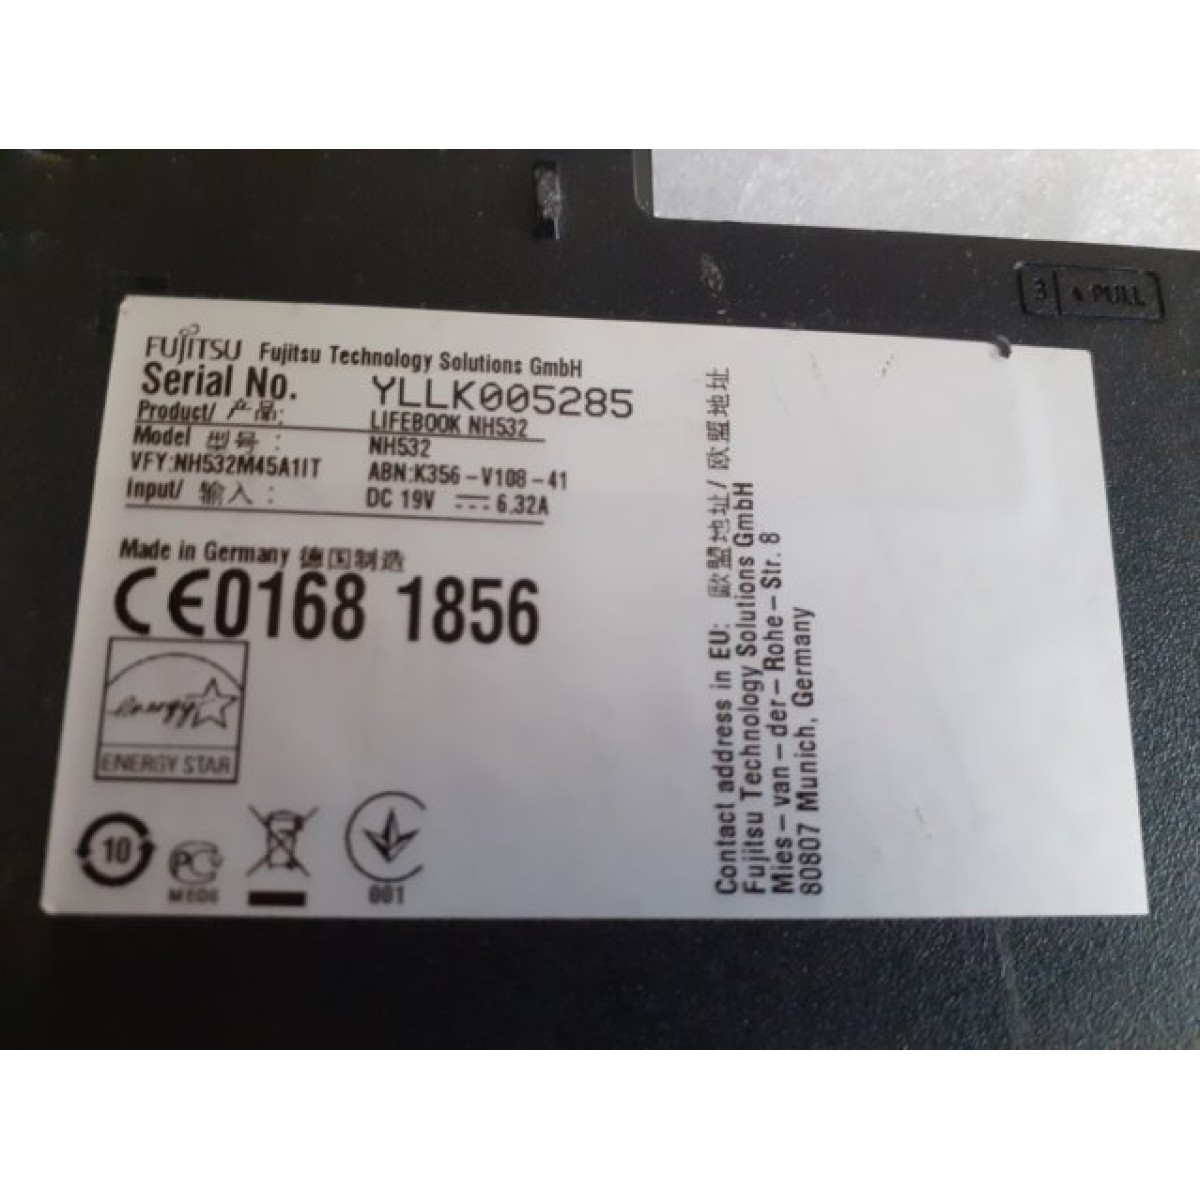 3 PULL
FUJITSU Fujitsu Technology Solutions GmbH
Serial No. YLLK005285
Product/ 产品: LIFEBOOK NH532
Model 型号: NH532
VFY:NH532M45A1IT ABN:K356-V108-41
Input/ 输入: DC 19V ⎓ 6.32A
Made in Germany 德国制造
CE0168 1856
energy
ENERGY STAR
10
PC
ME06
001
Contact address in EU: 歐盟地址/ 欧盟地址
Fujitsu Technology Solutions GmbH
Mies-van-der-Rohe-Str. 8
80807 Munich, Germany